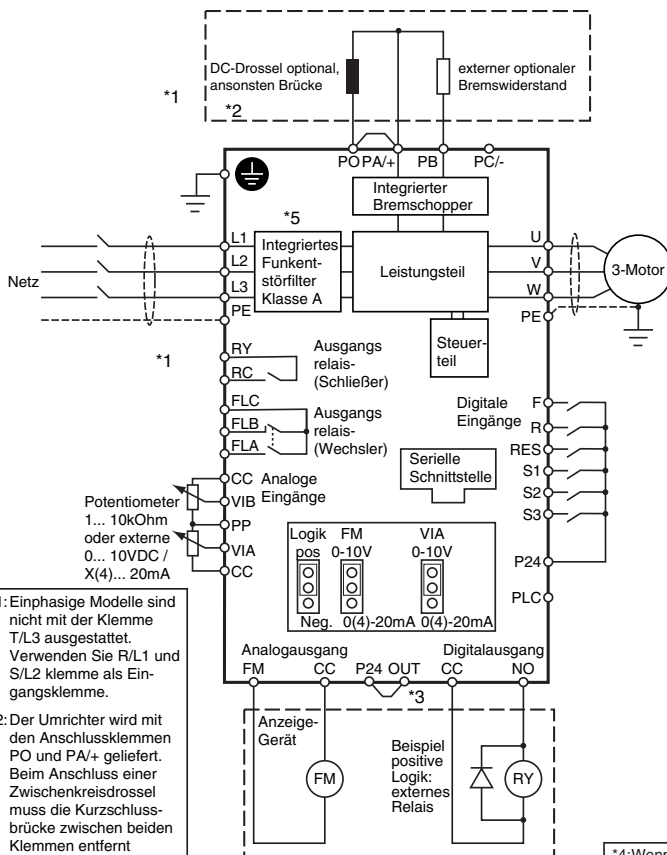 DC-Drossel optional,
ansonsten Brücke
externer optionaler
Bremswiderstand
*1
*2
PO PA/+ PB PC/-
Integrierter
Bremschopper
*5
L1
L2
L3
PE
Netz
Integriertes
Funkent-
störfilter
Klasse A
Leistungsteil
U
V
W
PE
3-Motor
Steuer-
teil
*1
RY
RC
Ausgangs
relais-
(Schließer)
FLC
FLB
FLA
Ausgangs
relais-
(Wechsler)
Digitale
Eingänge
F
R
RES
S1
S2
S3
P24
PLC
Serielle
Schnittstelle
CC
VIB
PP
VIA
CC
Analoge
Eingänge
Potentiometer
1... 10kOhm
oder externe
0... 10VDC /
X(4)... 20mA
Logik FM VIA
pos 0-10V 0-10V
Neg. 0(4)-20mA 0(4)-20mA
Analogausgang Digitalausgang
FM CC P24 OUT CC NO
*3
Anzeige-
Gerät
FM
Beispiel
positive
Logik:
externes
Relais
RY
1:Einphasige Modelle sind
nicht mit der Klemme
T/L3 ausgestattet.
Verwenden Sie R/L1 und
S/L2 klemme als Ein-
gangsklemme.
2:Der Umrichter wird mit
den Anschlussklemmen
PO und PA/+ geliefert.
Beim Anschluss einer
Zwischenkreisdrossel
muss die Kurzschluss-
brücke zwischen beiden
Klemmen entfernt
*4:Wenn